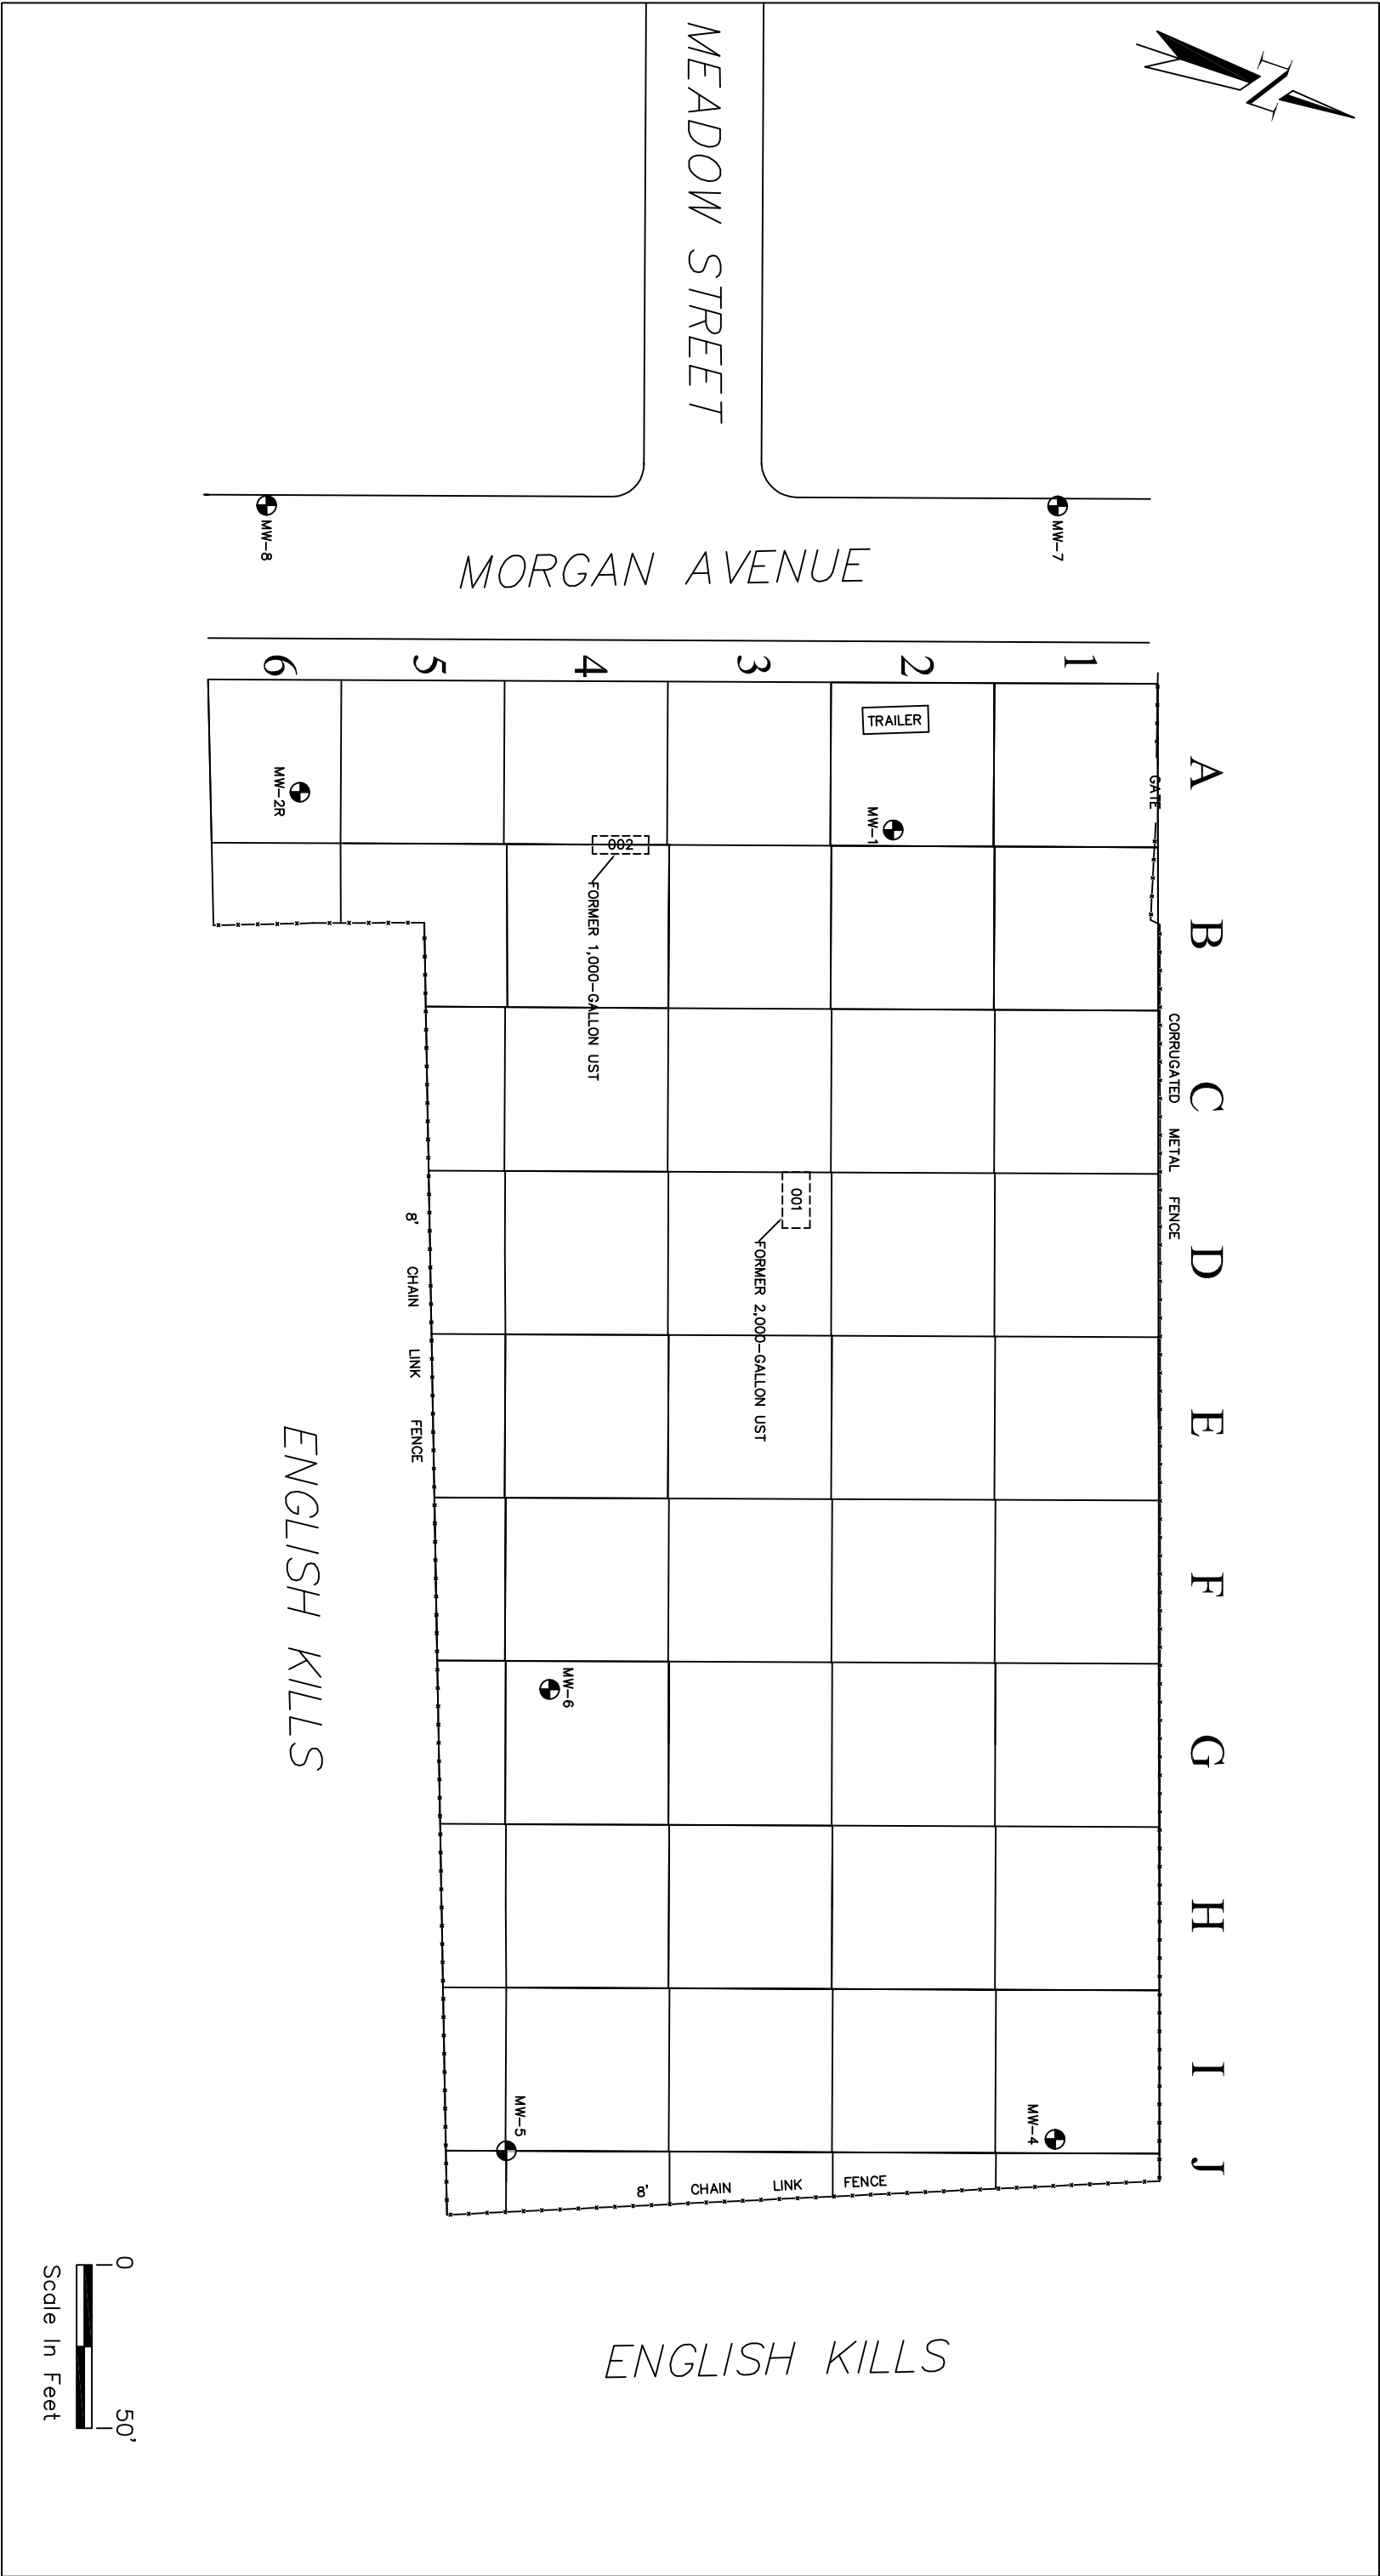 MEADOW STREET
MORGAN AVENUE
MW-8
MW-7
6
5
4
3
2
1
A
B
C
D
E
F
G
H
I
J
TRAILER
GATE
MW-1
MW-2R
002
FORMER 1,000-GALLON UST
CORRUGATED METAL FENCE
001
FORMER 2,000-GALLON UST
8' CHAIN LINK FENCE
ENGLISH KILLS
MW-6
MW-5
MW-4
8' CHAIN LINK FENCE
ENGLISH KILLS
0 50'
Scale In Feet